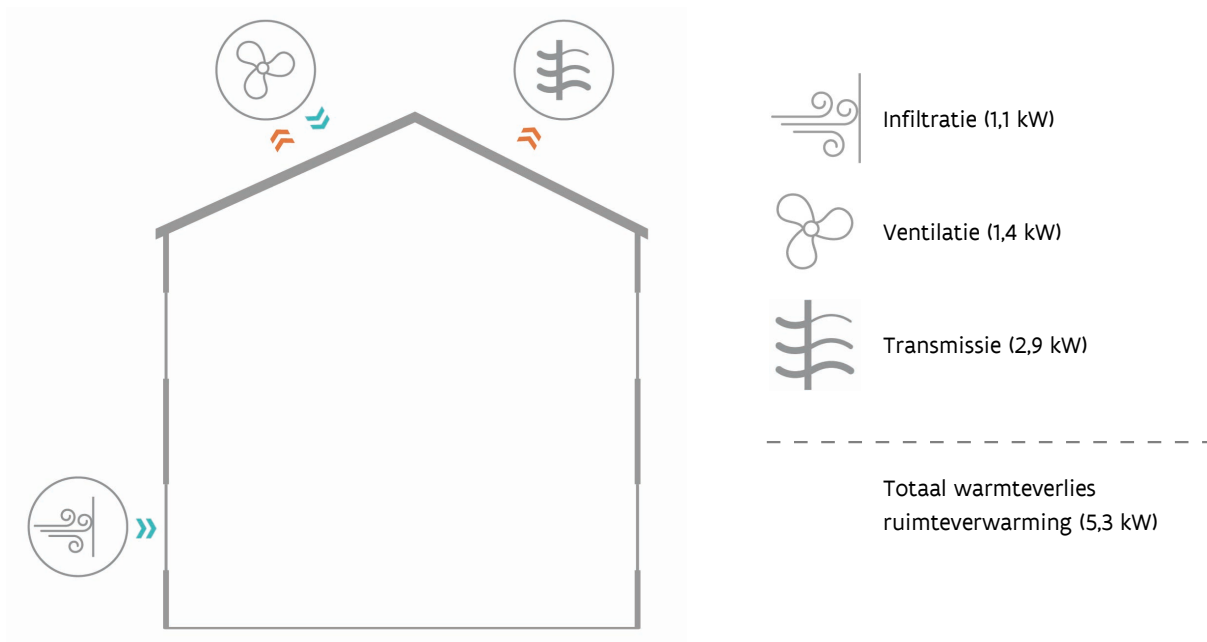 Infiltratie (1,1 kW)
Ventilatie (1,4 kW)
Transmissie (2,9 kW)
Totaal warmteverlies
ruimteverwarming (5,3 kW)